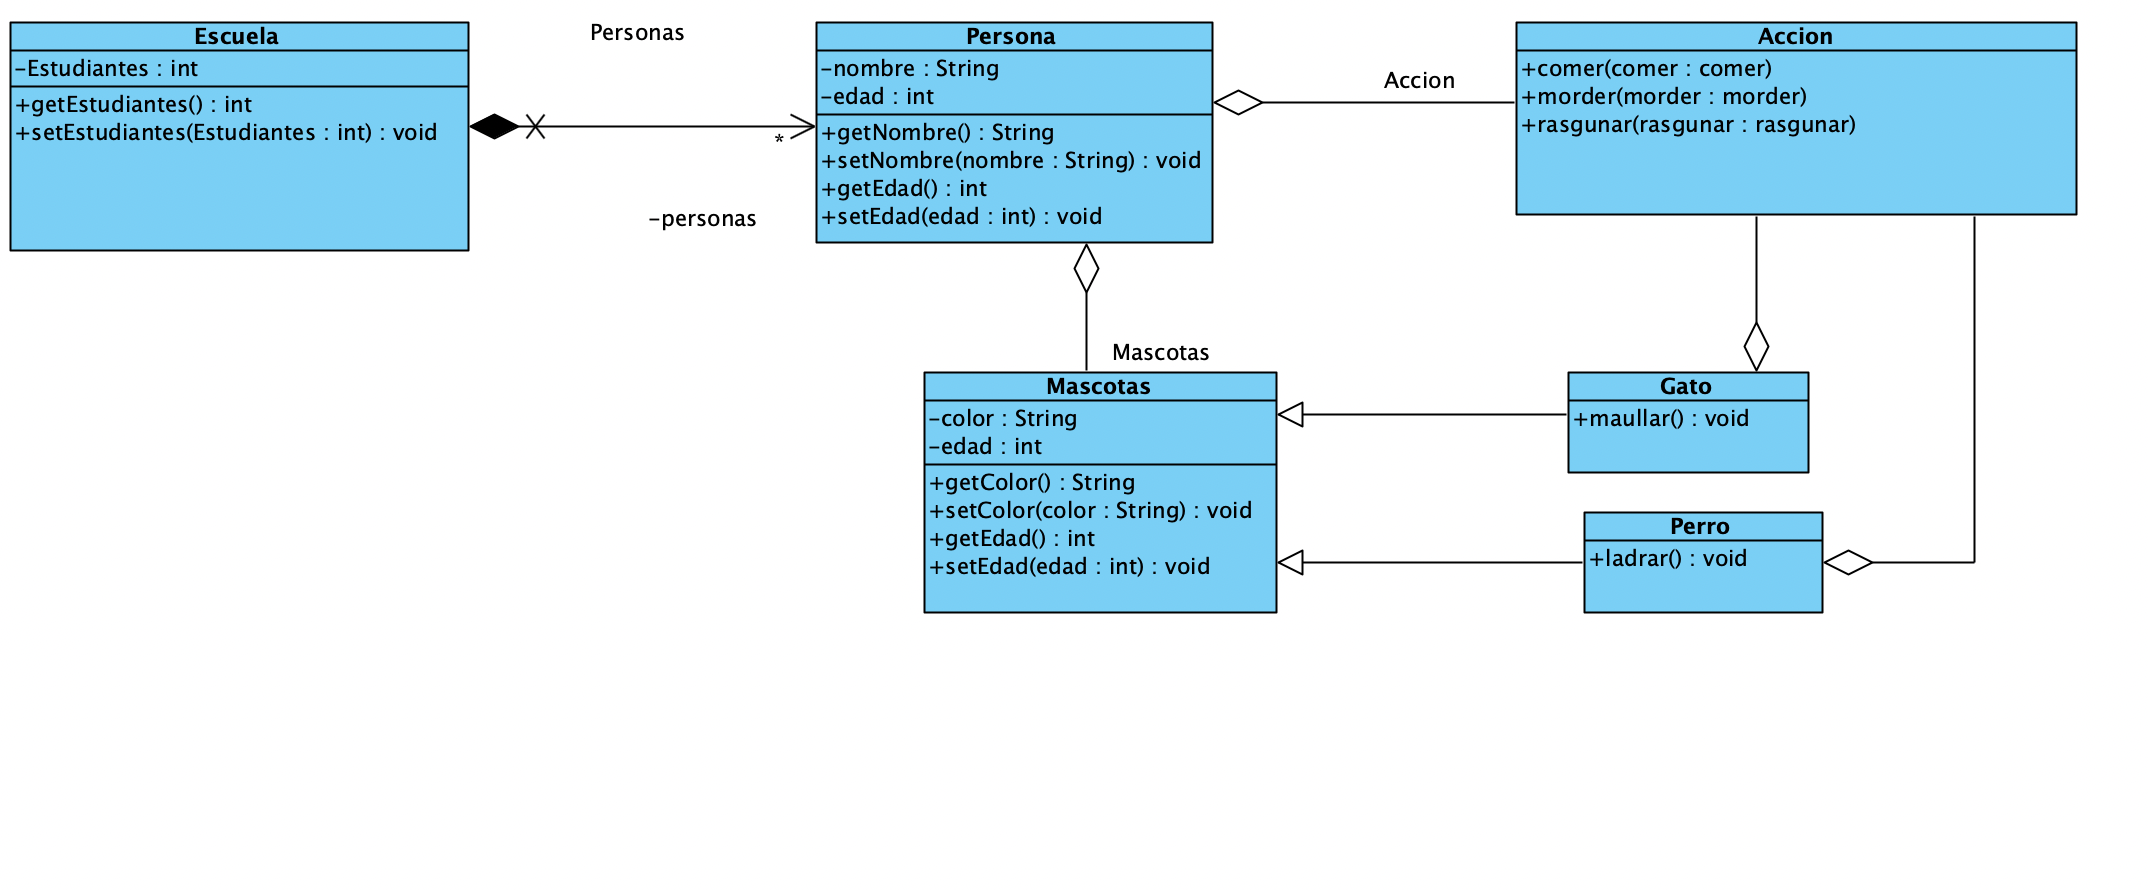 Escuela
-Estudiantes : int
+getEstudiantes() : int
+setEstudiantes(Estudiantes : int) : void
Personas
*
-personas
Persona
-nombre : String
-edad : int
+getNombre() : String
+setNombre(nombre : String) : void
+getEdad() : int
+setEdad(edad : int) : void
Accion
Accion
+comer(comer : comer)
+morder(morder : morder)
+rasgunar(rasgunar : rasgunar)
Mascotas
Mascotas
-color : String
-edad : int
+getColor() : String
+setColor(color : String) : void
+getEdad() : int
+setEdad(edad : int) : void
Gato
+maullar() : void
Perro
+ladrar() : void